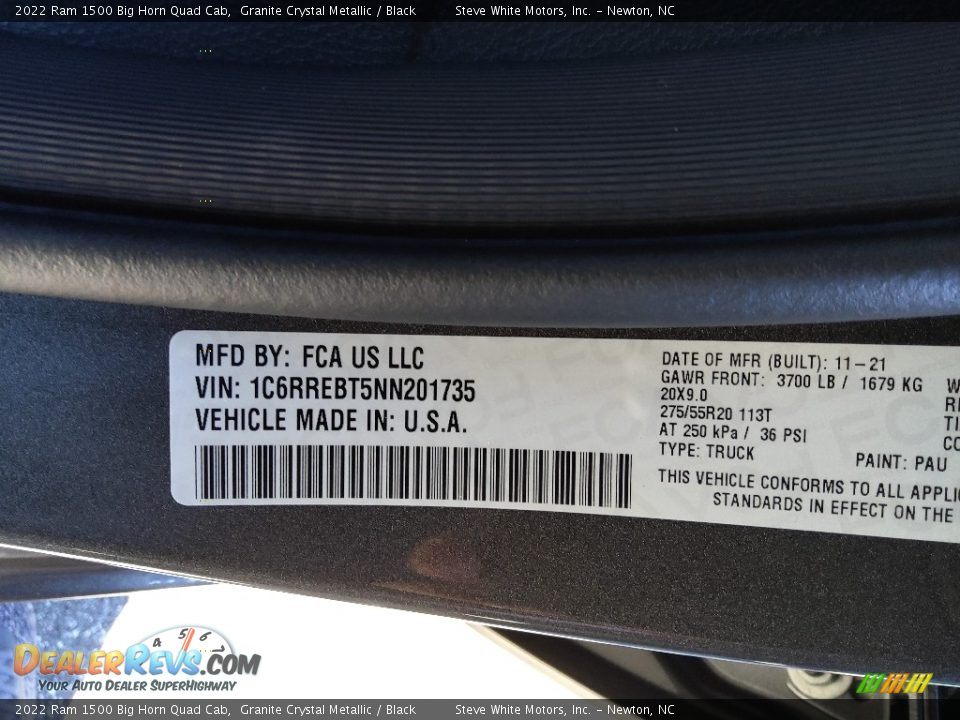 2022 Ram 1500 Big Horn Quad Cab,  Granite Crystal Metallic / Black    Steve White Motors, Inc. - Newton, NC
MFD BY: FCA US LLC
VIN: 1C6RREBT5NN201735
VEHICLE MADE IN: U.S.A.
DATE OF MFR (BUILT): 11-21
GAWR FRONT: 3700 LB / 1679 KG
20X9.0
275/55R20 113T
AT 250 kPa / 36 PSI
TYPE: TRUCK
PAINT: PAU
THIS VEHICLE CONFORMS TO ALL APPLI
STANDARDS IN EFFECT ON THE
4 5 6
DEALERREVS.COM
YOUR AUTO DEALER SUPERHIGHWAY
2022 Ram 1500 Big Horn Quad Cab,  Granite Crystal Metallic / Black    Steve White Motors, Inc. - Newton, NC